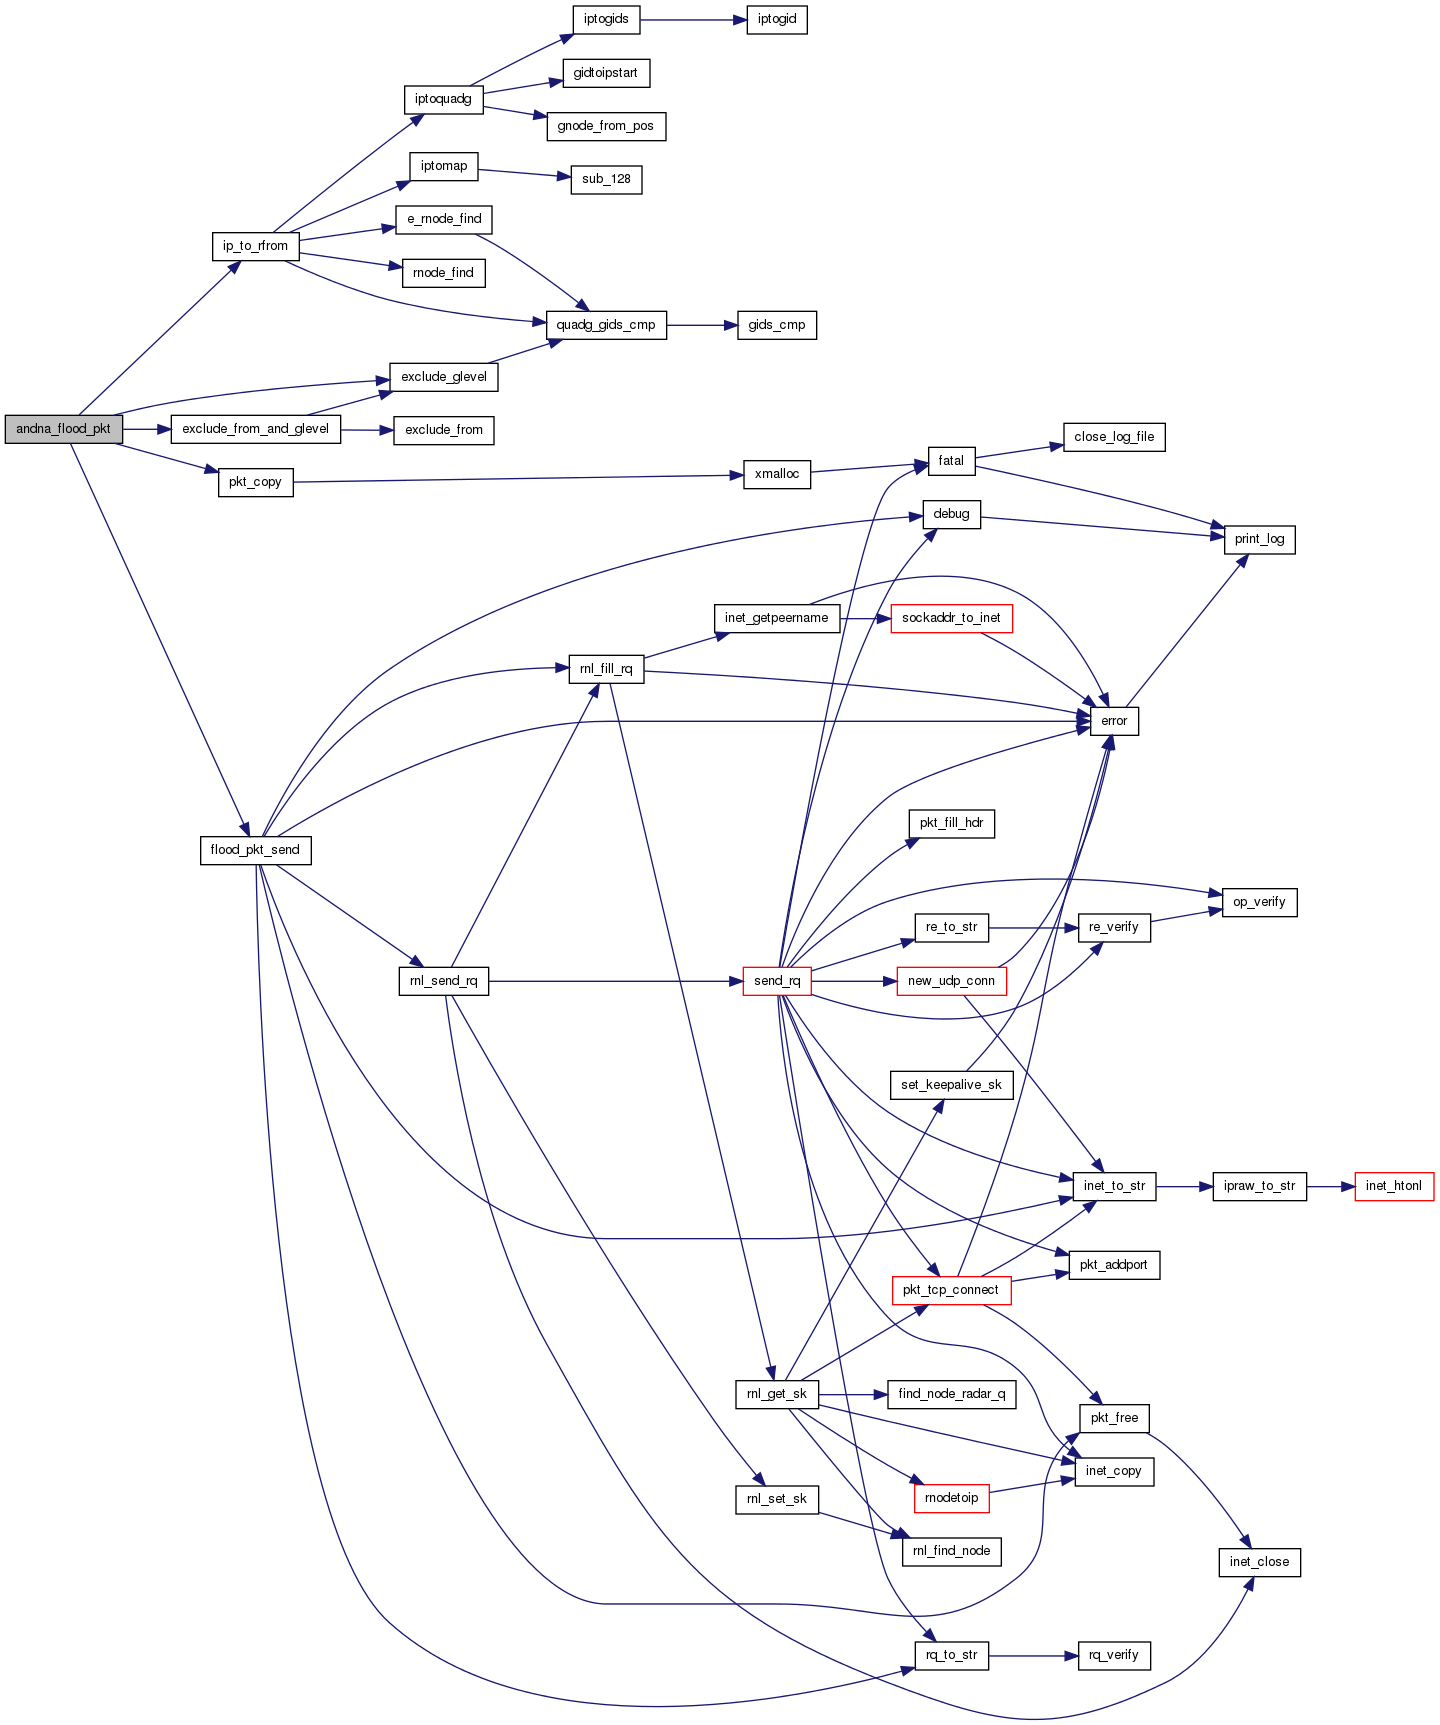 iptogids
iptogid
gidtoipstart
iptoquadg
gnode_from_pos
iptomap
sub_128
e_rnode_find
ip_to_rfrom
rnode_find
quadg_gids_cmp
gids_cmp
exclude_glevel
andna_flood_pkt
exclude_from_and_glevel
exclude_from
close_log_file
fatal
xmalloc
pkt_copy
debug
print_log
inet_getpeername
sockaddr_to_inet
rnl_fill_rq
error
pkt_fill_hdr
flood_pkt_send
op_verify
re_to_str
re_verify
rnl_send_rq
send_rq
new_udp_conn
set_keepalive_sk
inet_to_str
ipraw_to_str
inet_htonl
pkt_addport
pkt_tcp_connect
rnl_get_sk
find_node_radar_q
pkt_free
inet_copy
rnl_set_sk
rnodetoip
rnl_find_node
inet_close
rq_to_str
rq_verify